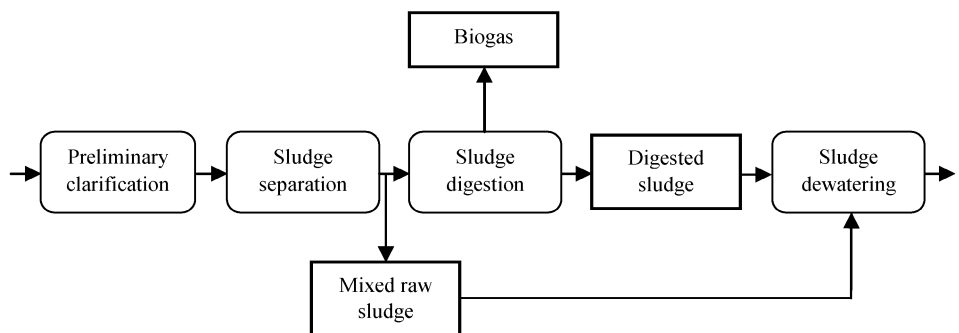 Biogas
Preliminary
clarification
Sludge
separation
Sludge
digestion
Digested
sludge
Sludge
dewatering
Mixed raw
sludge